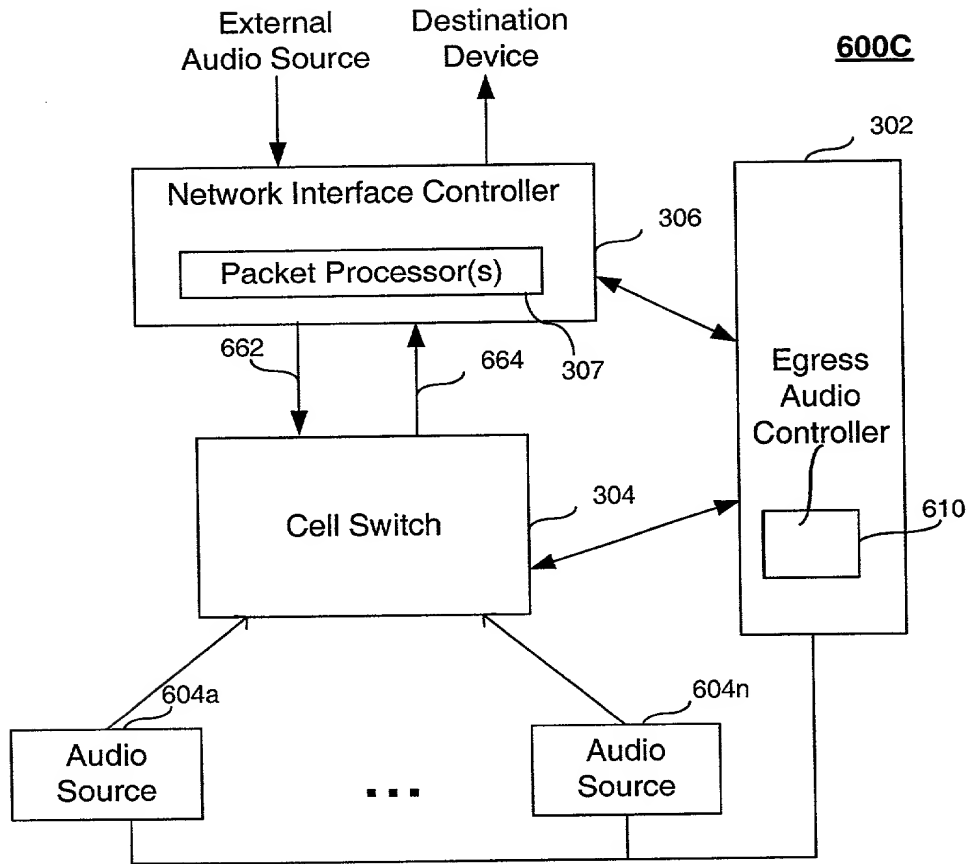 External
Audio Source
Destination
Device
600C
302
Network Interface Controller
306
Packet Processor(s)
662
664
307
Egress
Audio
Controller
Cell Switch
304
610
604a
604n
Audio
Source
...
Audio
Source